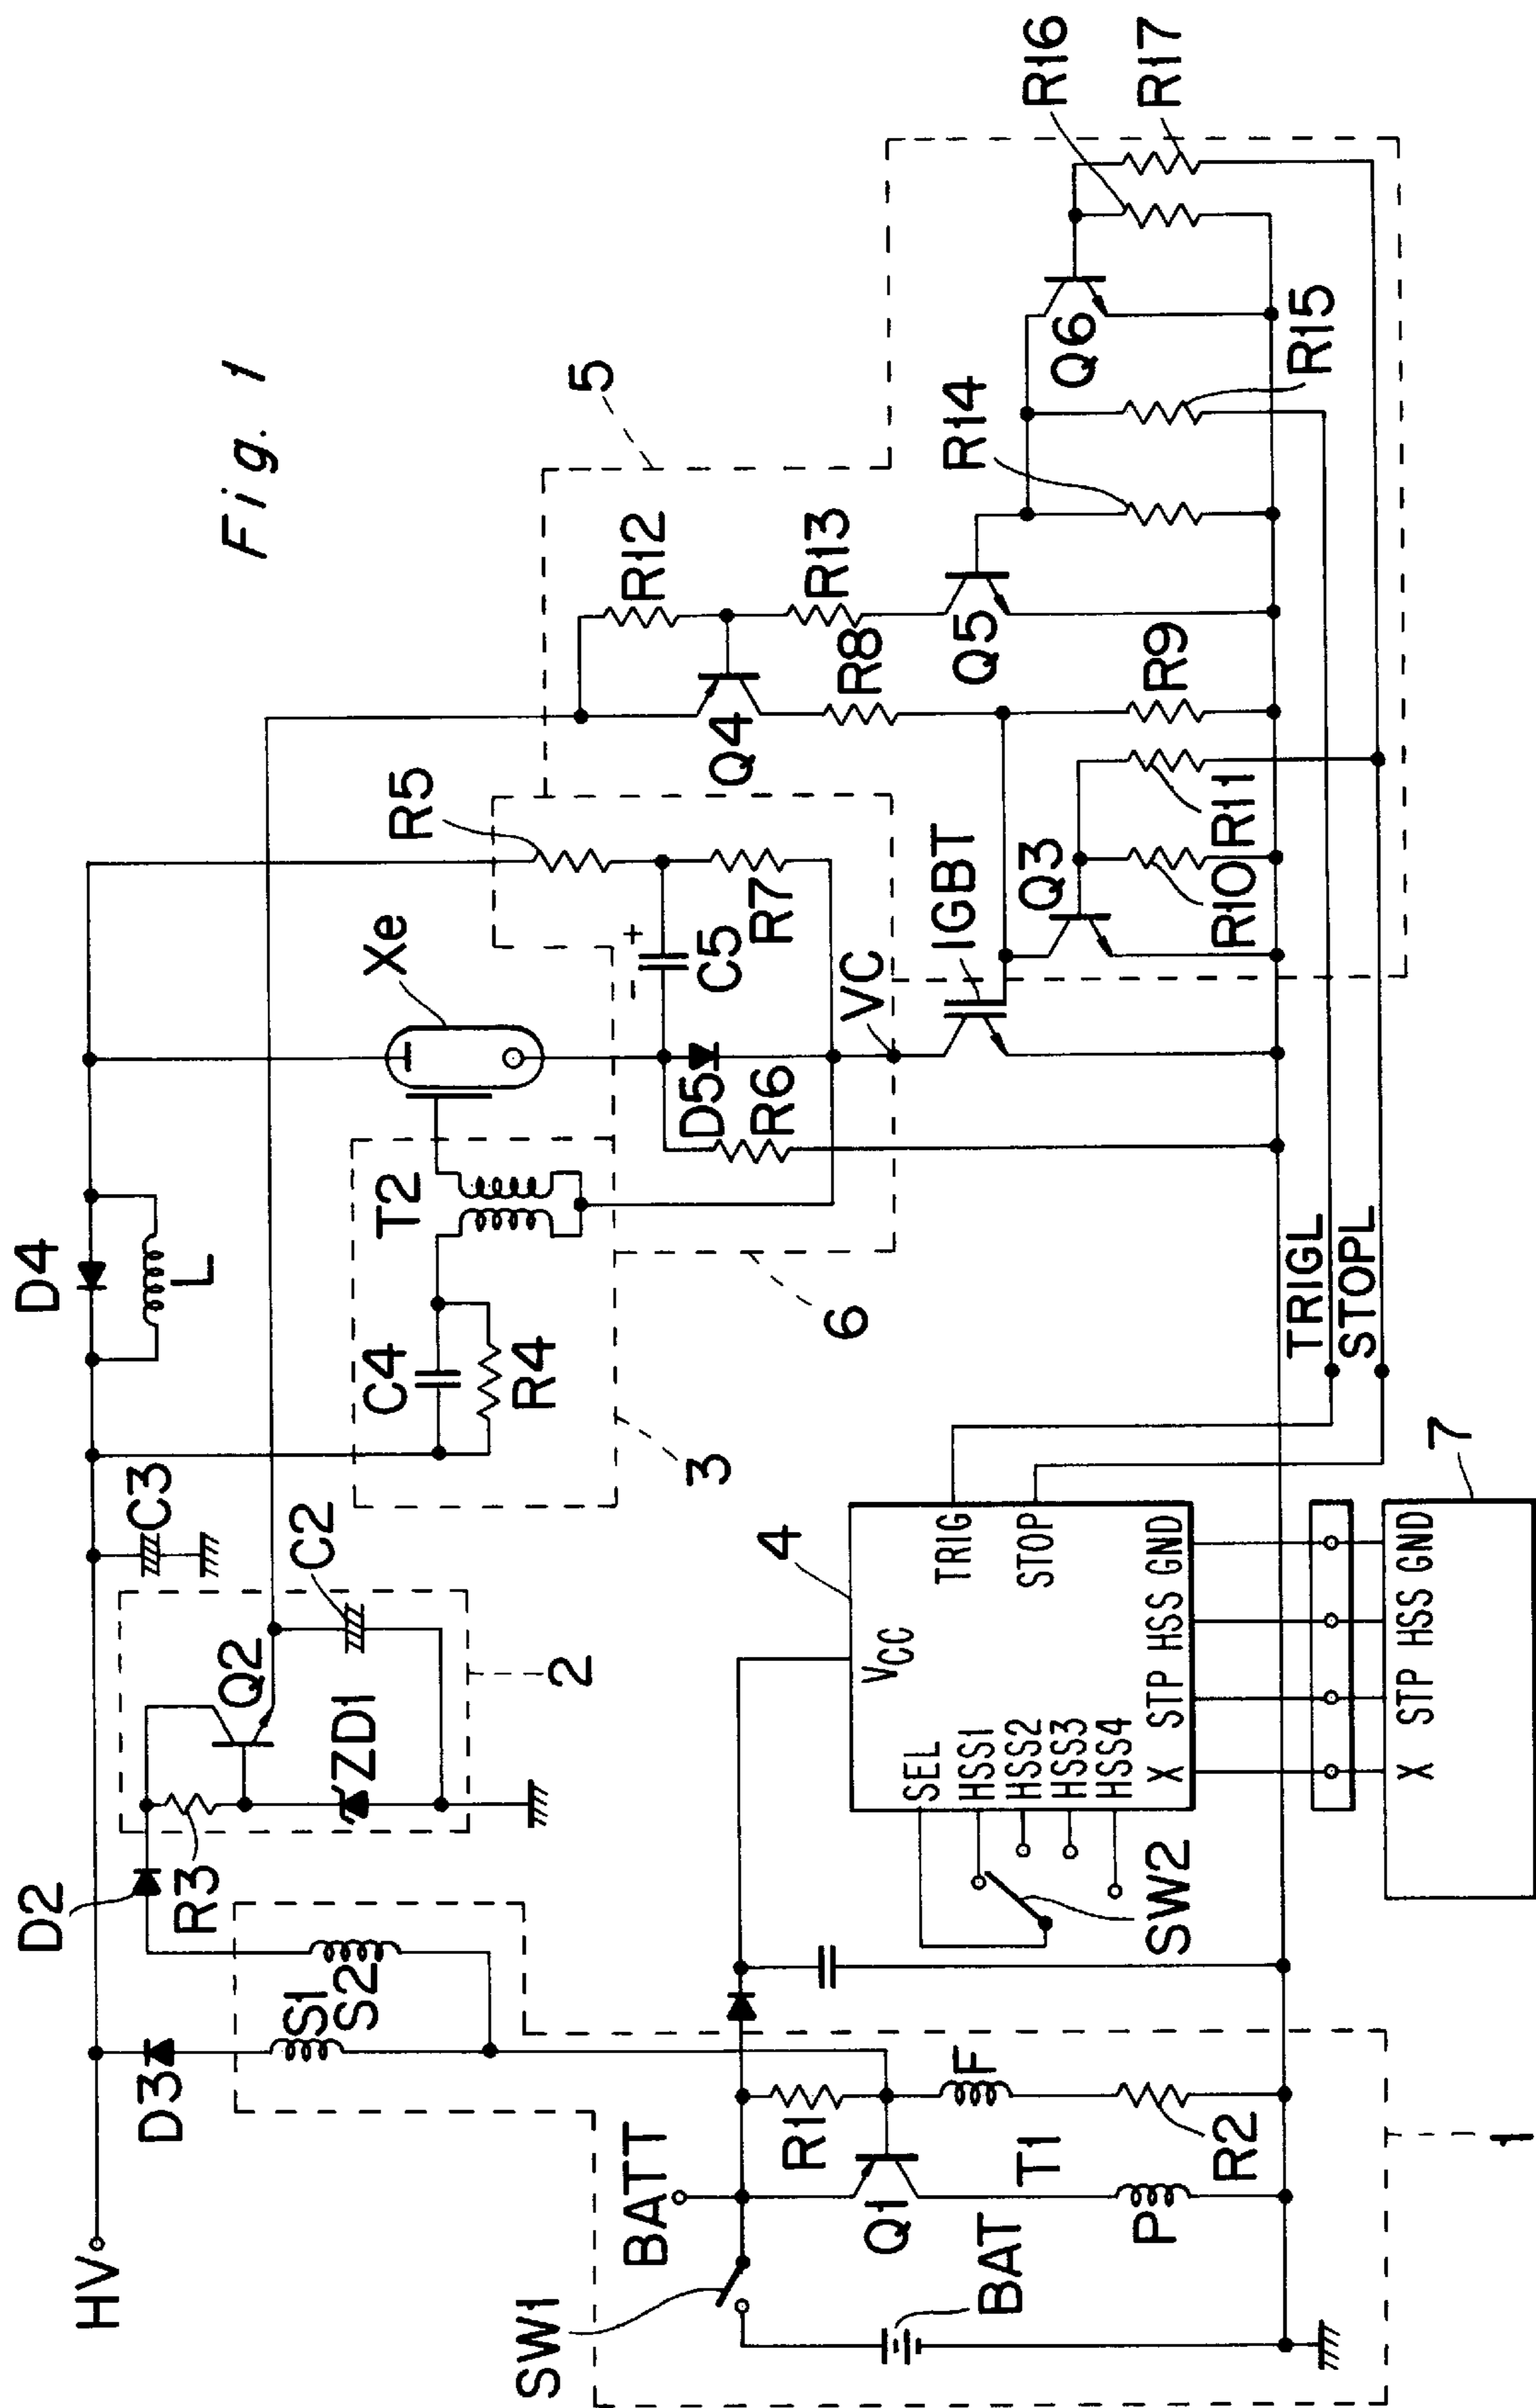 Fig. 1
HV
D3
S1
S2
D2
R3
Q2
ZD1
C2
2
C3
D4
L
C4
R4
T2
3
6
Xe
R5
C5
+
-
R7
D5
R6
VC
IGBT
5
R12
R13
Q4
R8
Q5
R9
R14
Q6
R15
R16
R17
Q3
R10
R11
TRIGL
STOPL
SW1
BATT
BAT
Q1
R1
F
T1
P
R2
1
4
VCC
TRIG
STOP
SEL
HSS1
HSS2
HSS3
HSS4
SW2
X STP HSS GND
X STP HSS GND
7